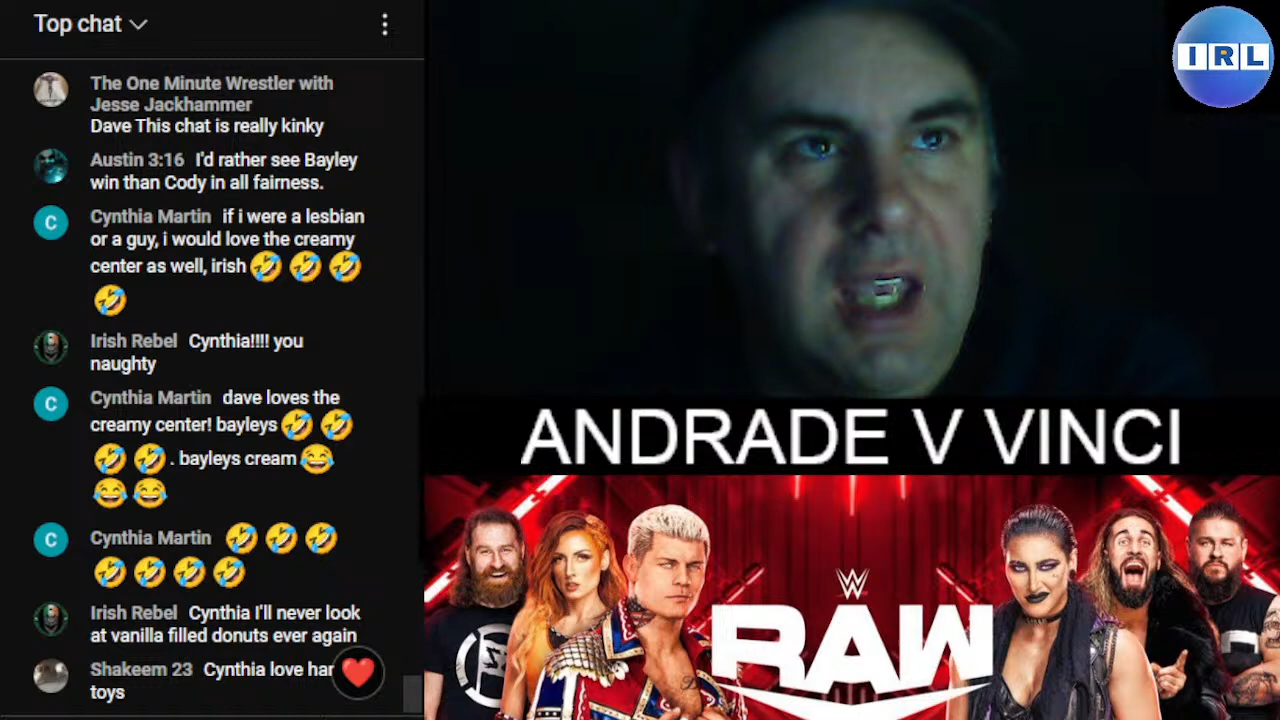 Top chat
The One Minute Wrestler with
Jesse Jackhammer
Dave This chat is really kinky
Austin 3:16 I'd rather see Bayley
win than Cody in all fairness.
C
Cynthia Martin if i were a lesbian
or a guy, i would love the creamy
center as well, irish 🤣 🤣 🤣
🤣
Irish Rebel Cynthia!!!! you
naughty
C
Cynthia Martin dave loves the
creamy center! bayleys 🤣 🤣
🤣 🤣 . bayleys cream 😂
😂 😂
C
Cynthia Martin 🤣 🤣 🤣
🤣 🤣 🤣 🤣
Irish Rebel Cynthia I'll never look
at vanilla filled donuts ever again
Shakeem 23 Cynthia love
toys
IRL
ANDRADE V VINCI
W
RAW